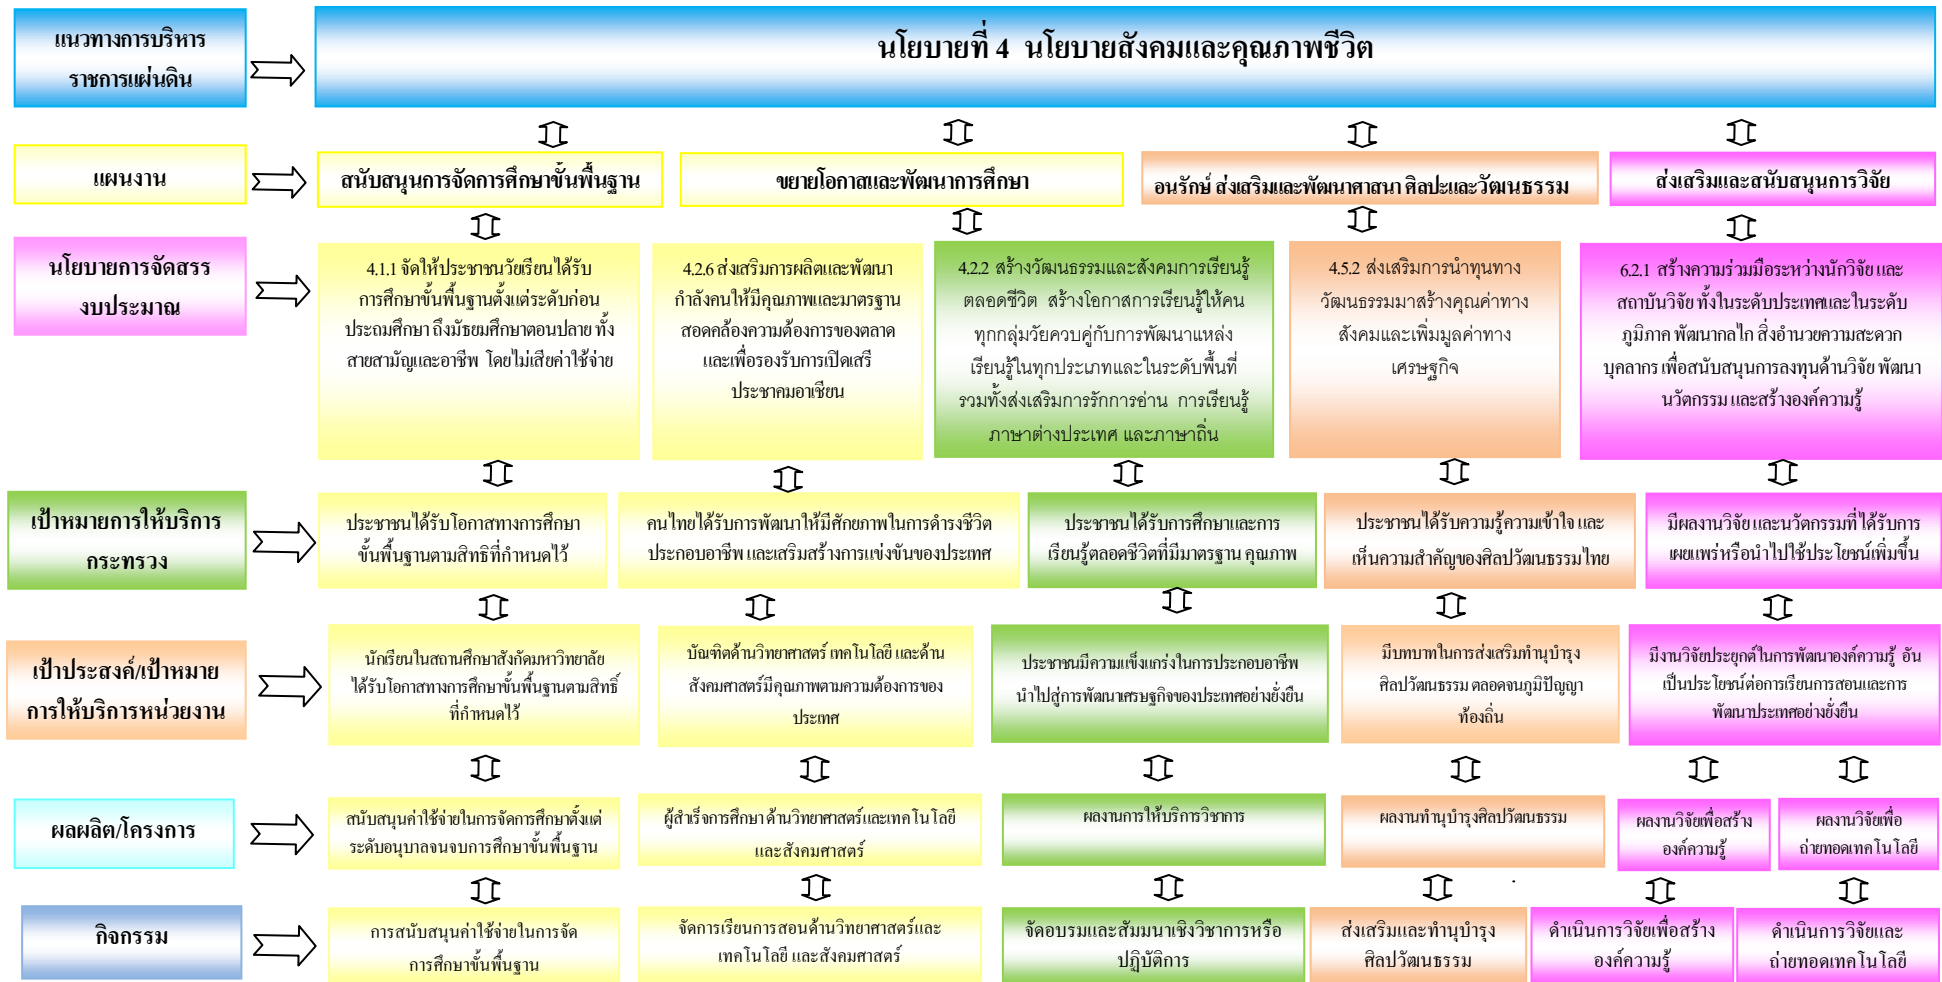 แนวทางการบริหาร
ราชการแผ่นดิน
นโยบายที่ 4 นโยบายสังคมและคุณภาพชีวิต
แผนงาน
สนับสนุนการจัดการศึกษาขั้นพื้นฐาน
ขยายโอกาสและพัฒนาการศึกษา
อนรักษ์ ส่งเสริมและพัฒนาศาสนา ศิลปะและวัฒนธรรม
ส่งเสริมและสนับสนุนการวิจัย
นโยบายการจัดสรร
งบประมาณ
4.1.1 จัดให้ประชาชนวัยเรียนได้รับ
การศึกษาขั้นพื้นฐานตั้งแต่ระดับก่อน
ประถมศึกษา ถึงมัธยมศึกษาตอนปลาย ทั้ง
สายสามัญและอาชีพ โดยไม่เสียค่าใช้จ่าย
4.2.6 ส่งเสริมการผลิตและพัฒนา
กำลังคนให้มีคุณภาพและมาตรฐาน
สอดคล้องความต้องการของตลาด
และเพื่อรองรับการเปิดเสรี
ประชาคมอาเซียน
4.2.2 สร้างวัฒนธรรมและสังคมการเรียนรู้
ตลอดชีวิต สร้างโอกาสการเรียนรู้ให้คน
ทุกกลุ่มวัยควบคู่กับการพัฒนาแหล่ง
เรียนรู้ในทุกประเภทและในระดับพื้นที่
รวมทั้งส่งเสริมการรักการอ่าน การเรียนรู้
ภาษาต่างประเทศ และภาษาถิ่น
4.5.2 ส่งเสริมการนำทุนทาง
วัฒนธรรมมาสร้างคุณค่าทาง
สังคมและเพิ่มมูลค่าทาง
เศรษฐกิจ
6.2.1 สร้างความร่วมมือระหว่างนักวิจัย และ
สถาบันวิจัย ทั้งในระดับประเทศและในระดับ
ภูมิภาค พัฒนากลไก สิ่งอำนวยความสะดวก
บุคลากร เพื่อสนับสนุนการลงทุนด้านวิจัย พัฒนา
นวัตกรรม และสร้างองค์ความรู้
เป้าหมายการให้บริการ
กระทรวง
ประชาชนได้รับโอกาสทางการศึกษา
ขั้นพื้นฐานตามสิทธิที่กำหนดไว้
คนไทยได้รับการพัฒนาให้มีศักยภาพในการดำรงชีวิต
ประกอบอาชีพ และเสริมสร้างการแข่งขันของประเทศ
ประชาชนได้รับการศึกษาและการ
เรียนรู้ตลอดชีวิตที่มีมาตรฐาน คุณภาพ
ประชาชนได้รับความรู้ความเข้าใจ และ
เห็นความสำคัญของศิลปวัฒนธรรมไทย
มีผลงานวิจัย และนวัตกรรมที่ได้รับการ
เผยแพร่หรือนำไปใช้ประโยชน์เพิ่มขึ้น
เป้าประสงค์/เป้าหมาย
การให้บริการหน่วยงาน
นักเรียนในสถานศึกษาสังกัดมหาวิทยาลัย
ได้รับโอกาสทางการศึกษาขั้นพื้นฐานตามสิทธิ์
ที่กำหนดไว้
บัณฑิตด้านวิทยาศาสตร์ เทคโนโลยี และด้าน
สังคมศาสตร์มีคุณภาพตามความต้องการของ
ประเทศ
ประชาชนมีความแข็งแกร่งในการประกอบอาชีพ
นำไปสู่การพัฒนาเศรษฐกิจของประเทศอย่างยั่งยืน
มีบทบาทในการส่งเสริมทำนุบำรุง
ศิลปวัฒนธรรม ตลอดจนภูมิปัญญา
ท้องถิ่น
มีงานวิจัยประยุกต์ในการพัฒนาองค์ความรู้ อัน
เป็นประโยชน์ต่อการเรียนการสอนและการ
พัฒนาประเทศอย่างยั่งยืน
ผลผลิต/โครงการ
สนับสนุนค่าใช้จ่ายในการจัดการศึกษาตั้งแต่
ระดับอนุบาลจนจบการศึกษาขั้นพื้นฐาน
ผู้สำเร็จการศึกษา ด้านวิทยาศาสตร์และเทคโนโลยี
และสังคมศาสตร์
ผลงานการให้บริการวิชาการ
ผลงานทำนุบำรุงศิลปวัฒนธรรม
ผลงานวิจัยเพื่อสร้าง
องค์ความรู้
ผลงานวิจัยเพื่อ
ถ่ายทอดเทคโนโลยี
กิจกรรม
การสนับสนุนค่าใช้จ่ายในการจัด
การศึกษาขั้นพื้นฐาน
จัดการเรียนการสอนด้านวิทยาศาสตร์และ
เทคโนโลยี และสังคมศาสตร์
จัดอบรมและสัมมนาเชิงวิชาการหรือ
ปฏิบัติการ
ส่งเสริมและทำนุบำรุง
ศิลปวัฒนธรรม
ดำเนินการวิจัยเพื่อสร้าง
องค์ความรู้
ดำเนินการวิจัยและ
ถ่ายทอดเทคโนโลยี